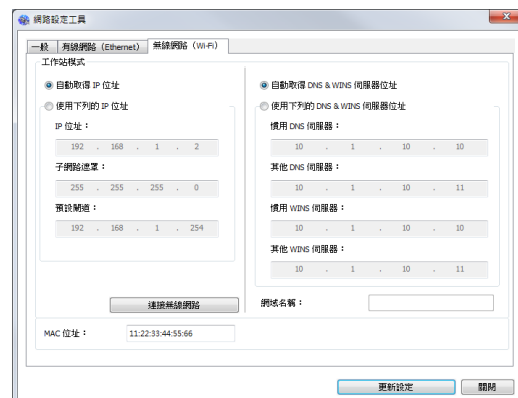 網路設定工具
一般 有線網路 (Ethernet) 無線網路 (Wi-Fi)
工作站模式
自動取得 IP 位址
使用下列的 IP 位址
IP 位址：
192 . 168 . 1 . 2
子網路遮罩：
255 . 255 . 255 . 0
預設閘道：
192 . 168 . 1 . 254
連接無線網路
自動取得 DNS & WINS 伺服器位址
使用下列的 DNS & WINS 伺服器位址
慣用 DNS 伺服器：
10 . 1 . 10 . 10
其他 DNS 伺服器：
10 . 1 . 10 . 11
慣用 WINS 伺服器：
10 . 1 . 10 . 10
其他 WINS 伺服器：
10 . 1 . 10 . 11
網域名稱：
MAC 位址： 11:22:33:44:55:66
更新設定 關閉